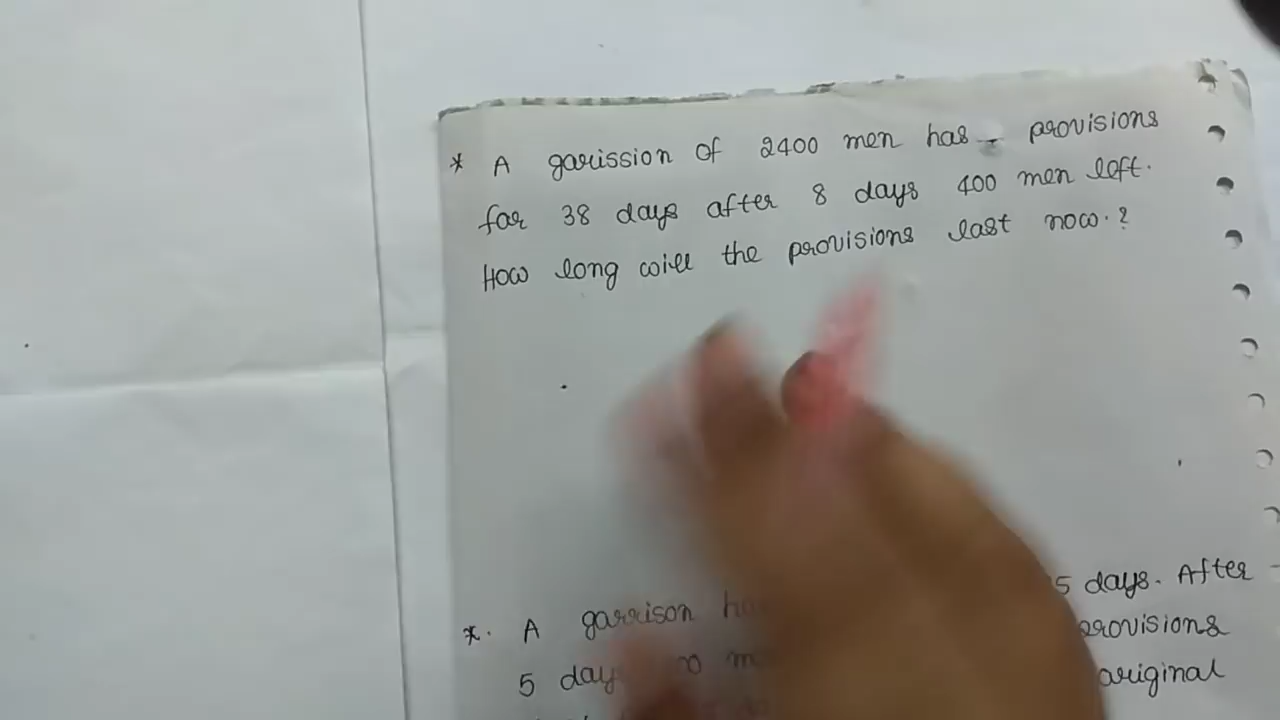 * A garission of 2400 men has provisions
for 38 days after 8 days 400 men left.
How long will the provisions last now.?
*. A garrison 5 days. After
5 provisions
original